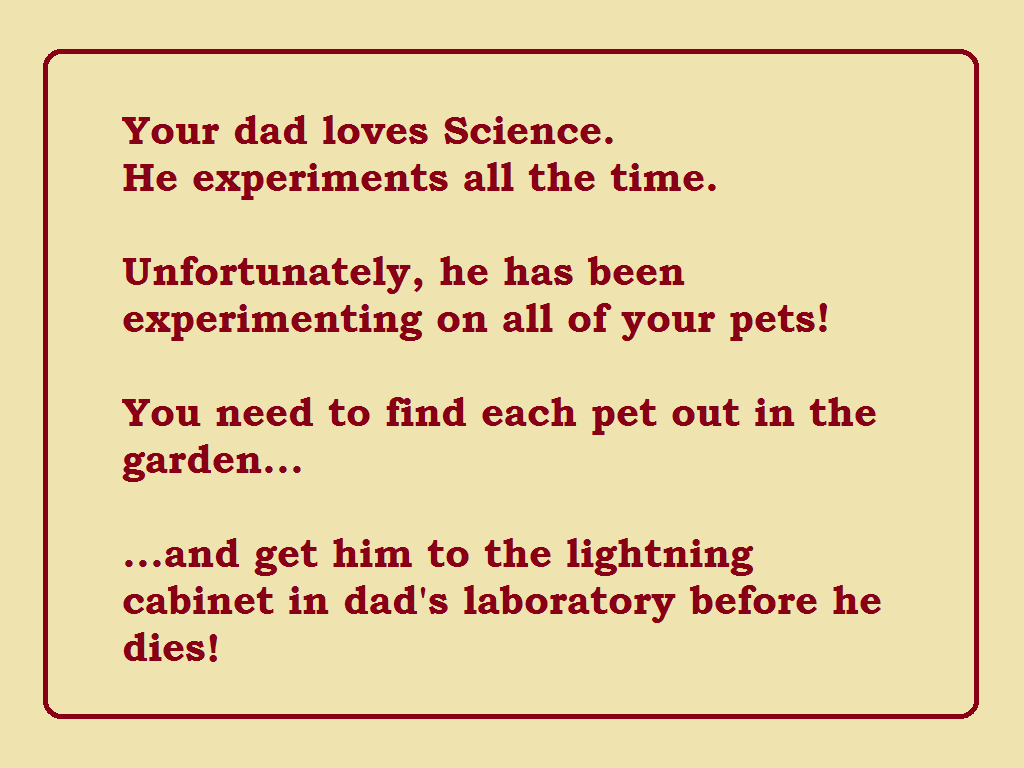 Your dad loves Science.
He experiments all the time.
Unfortunately, he has been
experimenting on all of your pets!
You need to find each pet out in the
garden...
...and get him to the lightning
cabinet in dad's laboratory before he
dies!